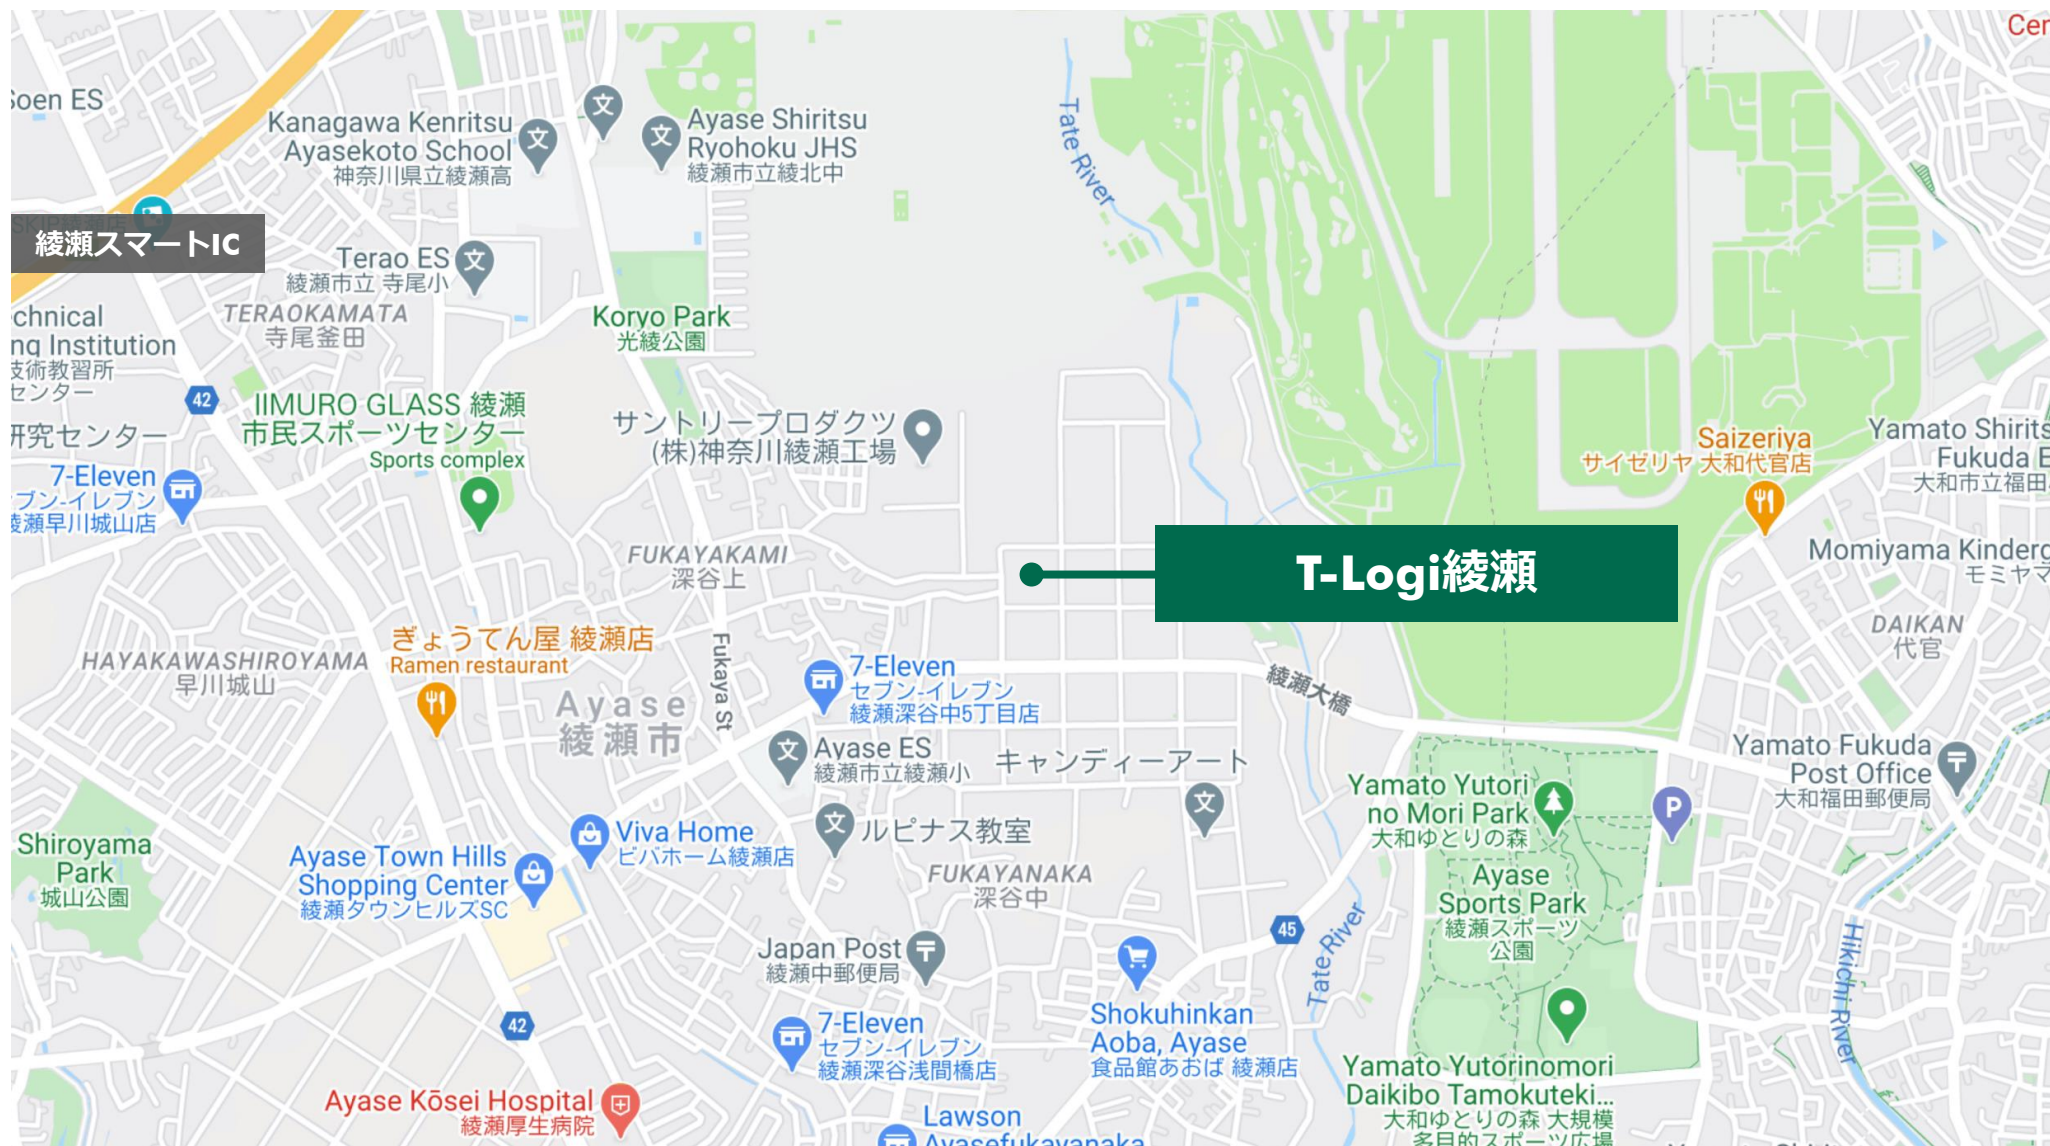 Cer
Soen ES
Kanagawa Kenritsu
Ayasekoto School
神奈川県立綾瀬高
Ayase Shiritsu
Ryohoku JHS
綾瀬市立綾北中
Tate River
綾瀬スマートIC
Terao ES
綾瀬市立 寺尾小
TERAOKAMATA
寺尾釜田
Koryo Park
光綾公園
chnical
ng Institution
技術教習所
センター
42
IIMURO GLASS 綾瀬
市民スポーツセンター
Sports complex
研究センター
サントリープロダクツ
(株)神奈川綾瀬工場
Saizeriya
サイゼリヤ 大和代官店
Yamato Shirits
Fukuda E
大和市立福田
7-Eleven
ブン-イレブン
綾瀬早川城山店
FUKAYAKAMI
深谷上
T-Logi綾瀬
Momiyama Kinderg
モミヤマ
DAIKAN
代官
ぎょうてん屋 綾瀬店
Ramen restaurant
HAYAKAWASHIROYAMA
早川城山
Fukaya St
7-Eleven
セブン-イレブン
綾瀬深谷中5丁目店
綾瀬大橋
Ayase
綾瀬市
Ayase ES
綾瀬市立綾瀬小
キャンディーアート
Yamato Fukuda
Post Office
大和福田郵便局
Yamato Yutori
no Mori Park
大和ゆとりの森
P
Viva Home
ビバホーム綾瀬店
ルピナス教室
Shiroyama
Park
城山公園
Ayase Town Hills
Shopping Center
綾瀬タウンヒルズSC
FUKAYANAKA
深谷中
Ayase
Sports Park
綾瀬スポーツ
公園
45
Tate River
Hikichi River
Japan Post
綾瀬中郵便局
42
7-Eleven
セブン-イレブン
綾瀬深谷浅間橋店
Shokuhinkan
Aoba, Ayase
食品館あおば 綾瀬店
Yamato Yutorinomori
Daikibo Tamokuteki...
大和ゆとりの森 大規模
多目的スポーツ広場
Ayase Kōsei Hospital
綾瀬厚生病院
Lawson
Ayasefukayanaka